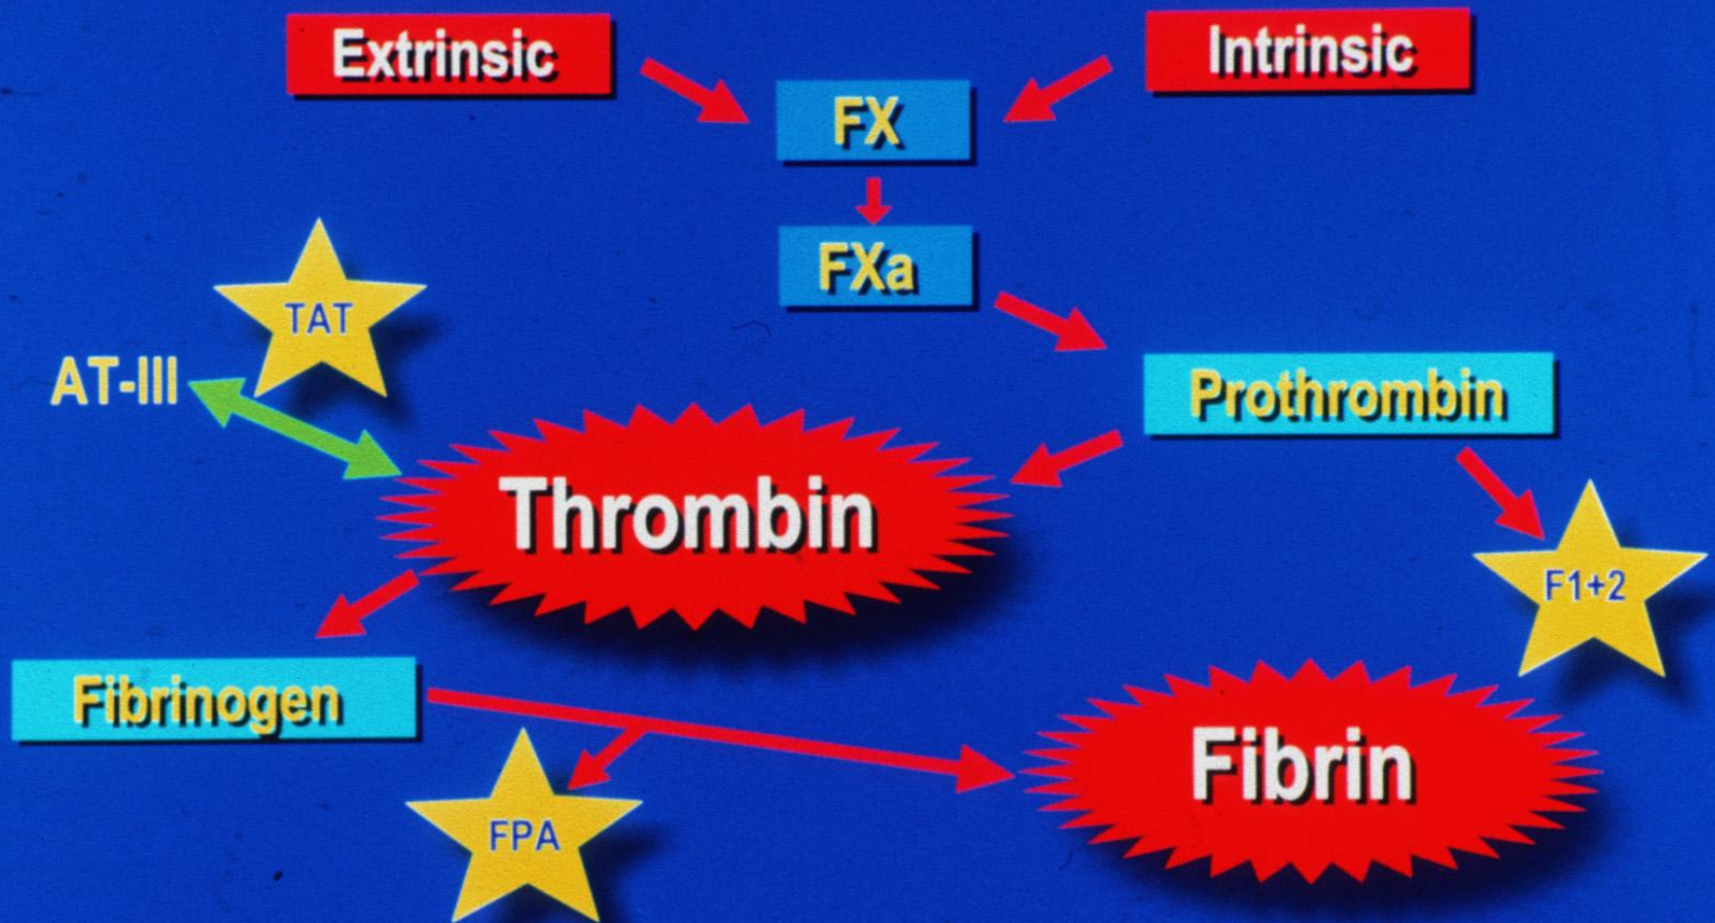 Extrinsic
Intrinsic
FX
FXa
TAT
AT-III
Prothrombin
Thrombin
F1+2
Fibrinogen
Fibrin
FPA